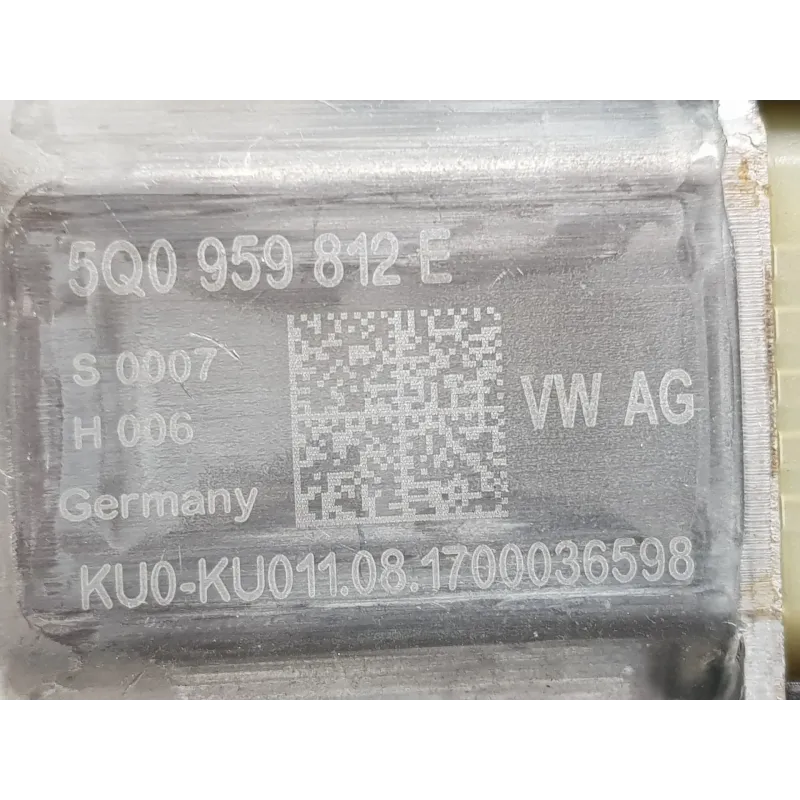 5Q0 959 812 E
S 0007
H 006
VW AG
Germany
KU0-KU011.08.1700036598